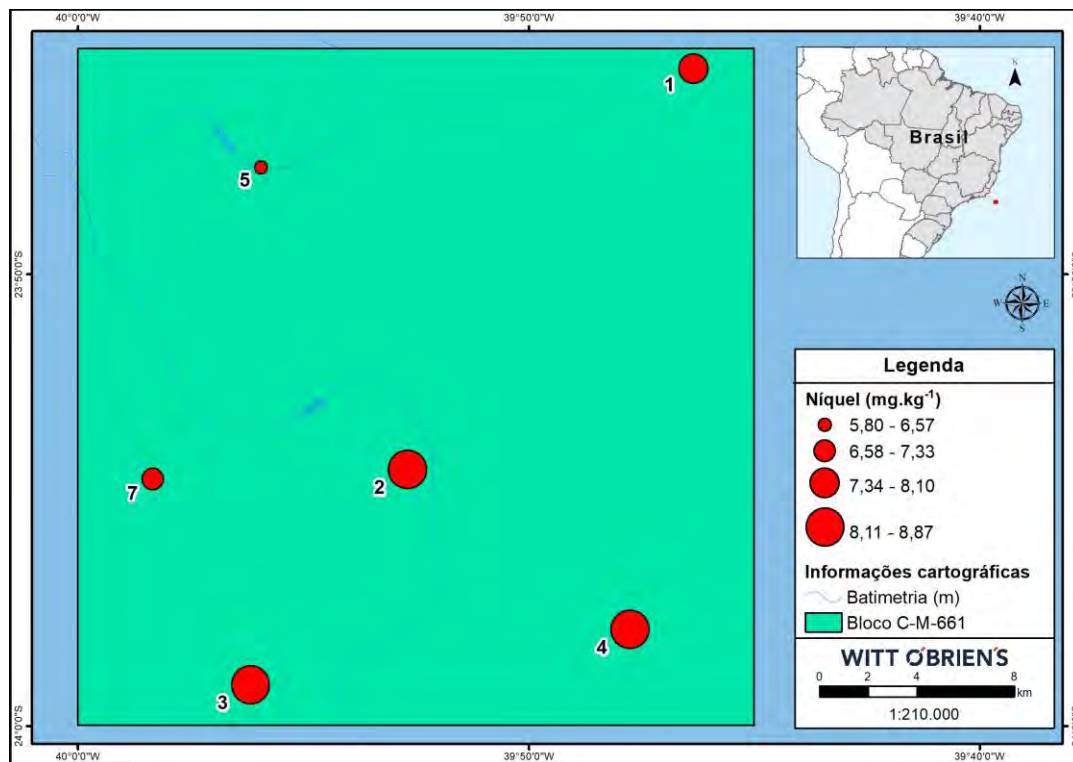 40°0'0"W
39°50'0"W
39°40'0"W
23°50'0"S
24°0'0"S
1
5
7
2
4
3
N
Brasil
N
W
E
S
Legenda
Níquel (mg.kg⁻¹)
5,80 - 6,57
6,58 - 7,33
7,34 - 8,10
8,11 - 8,87
Informações cartográficas
Batimetria (m)
Bloco C-M-661
WITT O'BRIEN'S
0 2 4 8
km
1:210.000
40°0'0"W
39°50'0"W
39°40'0"W